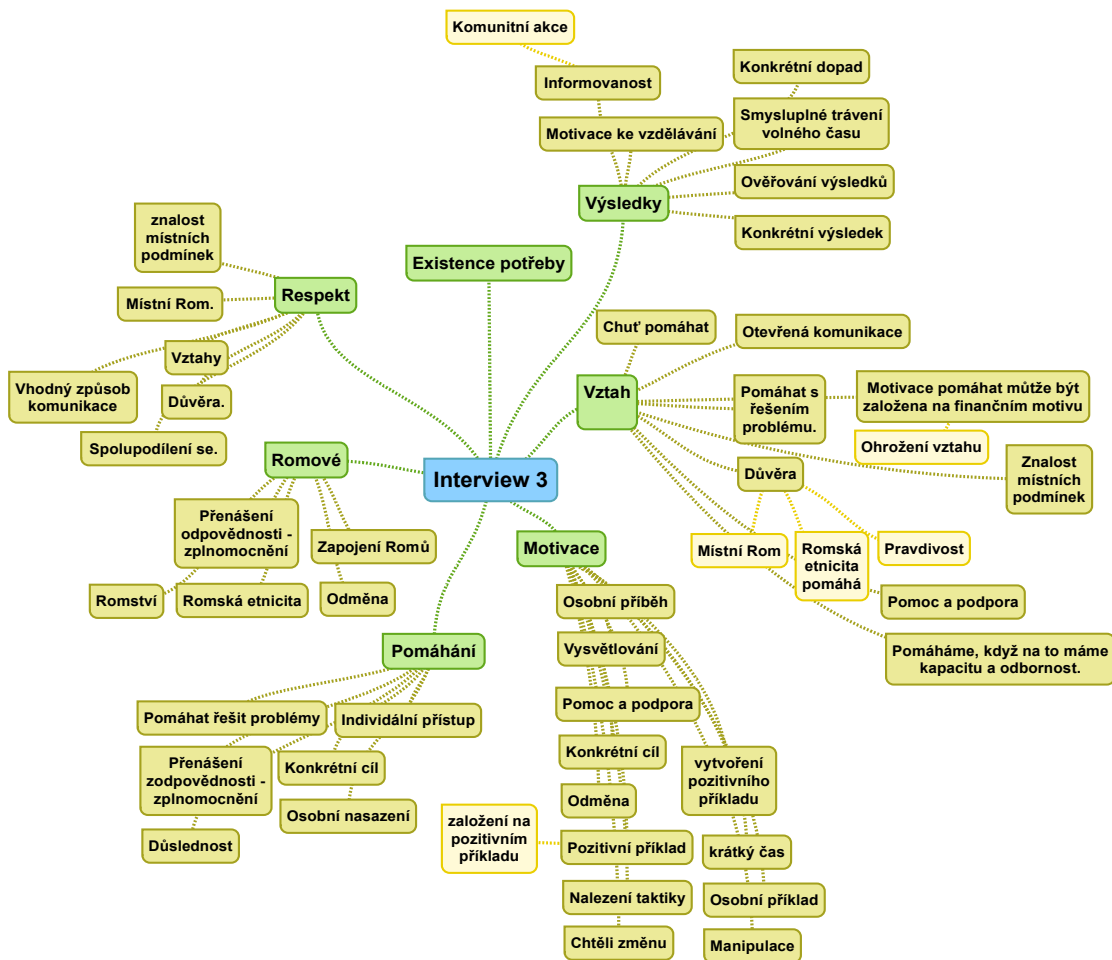 Komunitní akce
Informovanost
Motivace ke vzdělávání
Konkrétní dopad
Smysluplné trávení
volného času
Ověřování výsledků
Konkrétní výsledek
Výsledky
Existence potřeby
znalost
místních
podmínek
Místní Rom.
Respekt
Vztahy
Vhodný způsob
komunikace
Důvěra.
Spolupodílení se.
Chuť pomáhat
Otevřená komunikace
Vztah
Pomáhat s
řešením
problému.
Motivace pomáhat můtže být
založena na finančním motivu
Ohrožení vztahu
Znalost
místních
podmínek
Důvěra
Místní Rom
Romská
etnicita
pomáhá
Pravdivost
Pomoc a podpora
Pomáháme, když na to máme
kapacitu a odbornost.
Romové
Interview 3
Přenášení
odpovědnosti -
zplnomocnění
Zapojení Romů
Romství
Romská etnicita
Odměna
Motivace
Osobní příběh
Vysvětlování
Pomoc a podpora
Konkrétní cíl
Odměna
Pozitivní příklad
založení na
pozitivním
příkladu
Nalezení taktiky
Chtěli změnu
vytvoření
pozitivního
příkladu
krátký čas
Osobní příklad
Manipulace
Pomáhání
Pomáhat řešit problémy
Individální přístup
Přenášení
zodpovědnosti -
zplnomocnění
Konkrétní cíl
Osobní nasazení
Důslednost